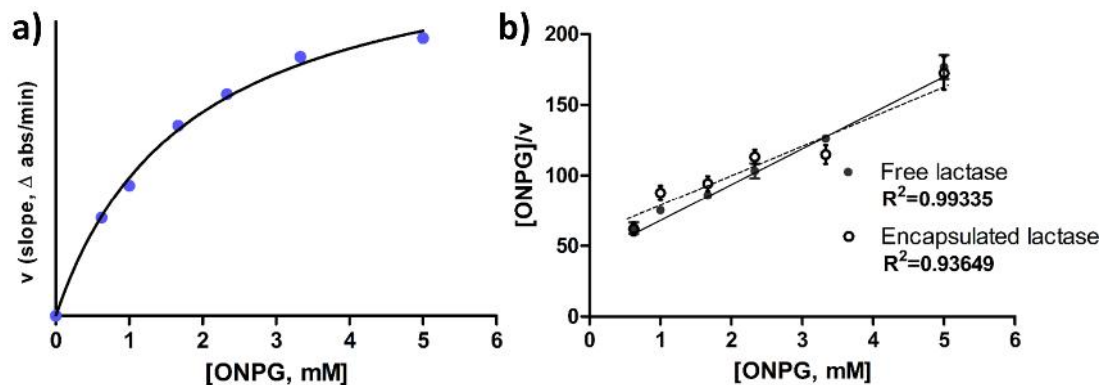 a)
v (slope, Δ abs/min)
0 1 2 3 4 5 6
[ONPG, mM]
b)
[ONPG]/v
200
150
100
50
0
0 1 2 3 4 5 6
[ONPG, mM]
Free lactase
R²=0.99335
Encapsulated lactase
R²=0.93649